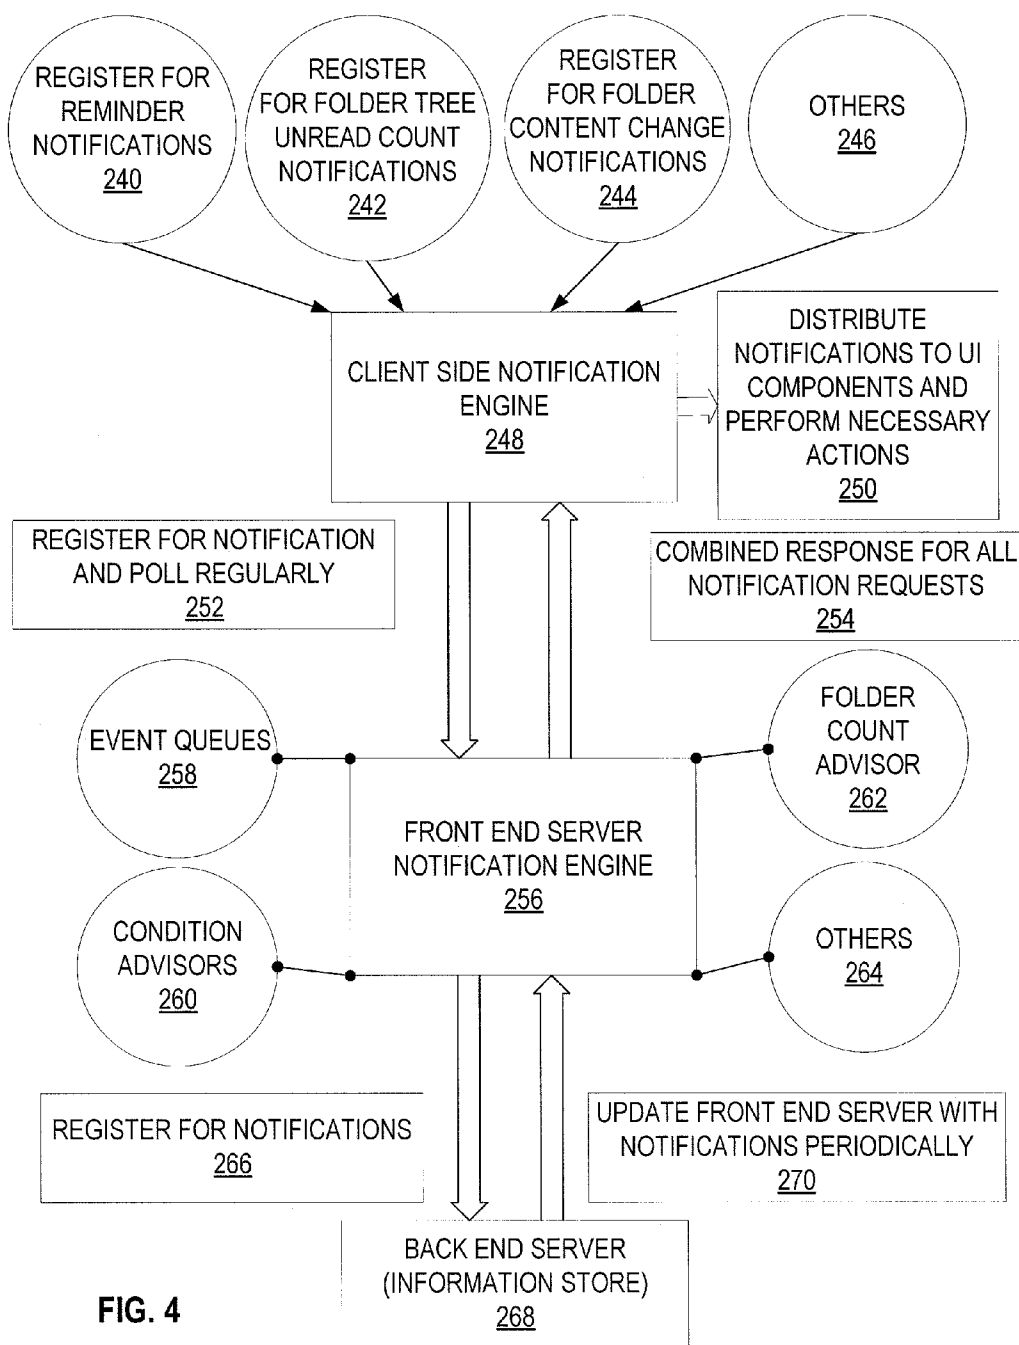 REGISTER FOR
REMINDER
NOTIFICATIONS
240
REGISTER
FOR FOLDER TREE
UNREAD COUNT
NOTIFICATIONS
242
REGISTER
FOR FOLDER
CONTENT CHANGE
NOTIFICATIONS
244
OTHERS
246
CLIENT SIDE NOTIFICATION
ENGINE
248
DISTRIBUTE
NOTIFICATIONS TO UI
COMPONENTS AND
PERFORM NECESSARY
ACTIONS
250
REGISTER FOR NOTIFICATION
AND POLL REGULARLY
252
COMBINED RESPONSE FOR ALL
NOTIFICATION REQUESTS
254
EVENT QUEUES
258
FOLDER
COUNT
ADVISOR
262
FRONT END SERVER
NOTIFICATION ENGINE
256
CONDITION
ADVISORS
260
OTHERS
264
REGISTER FOR NOTIFICATIONS
266
UPDATE FRONT END SERVER WITH
NOTIFICATIONS PERIODICALLY
270
BACK END SERVER
(INFORMATION STORE)
268
FIG. 4